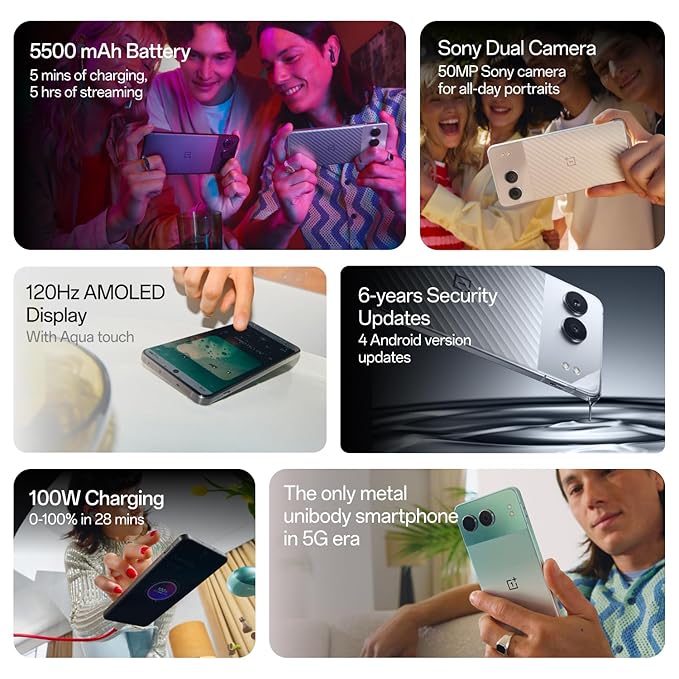 5500 mAh Battery
5 mins of charging,
5 hrs of streaming
Sony Dual Camera
50MP Sony camera
for all-day portraits
120Hz AMOLED
Display
With Aqua touch
6-years Security
Updates
4 Android version
updates
100W Charging
0-100% in 28 mins
The only metal
unibody smartphone
in 5G era